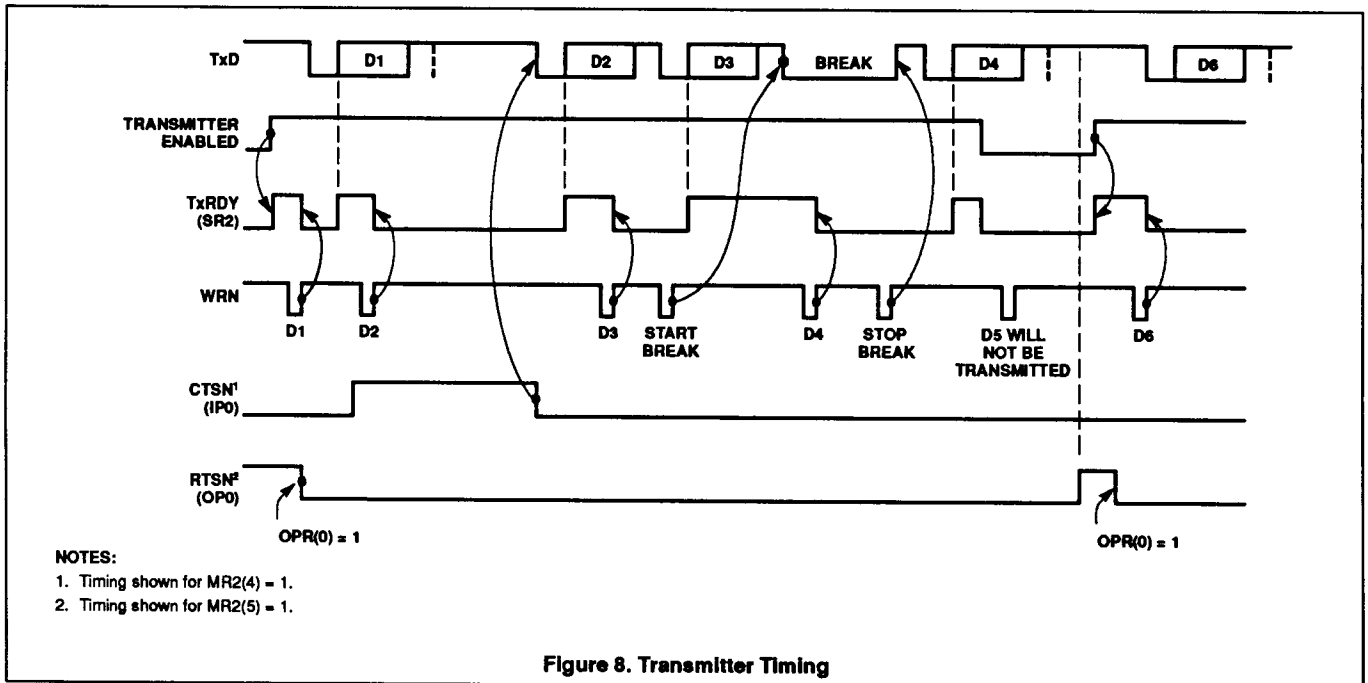 TxD
D1
D2
D3
BREAK
D4
D6
TRANSMITTER
ENABLED
TxRDY
(SR2)
WRN
D1
D2
D3
START
BREAK
D4
STOP
BREAK
D5 WILL
NOT BE
TRANSMITTED
D6
CTSN¹
(IP0)
RTSN²
(OP0)
OPR(0) = 1
OPR(0) = 1
NOTES:
1. Timing shown for MR2(4) = 1.
2. Timing shown for MR2(5) = 1.
Figure 8. Transmitter Timing